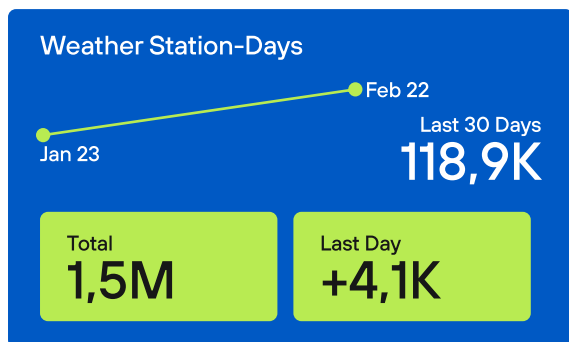 Weather Station-Days
Feb 22
Jan 23
Last 30 Days
118,9K
Total
1,5M
Last Day
+4,1K